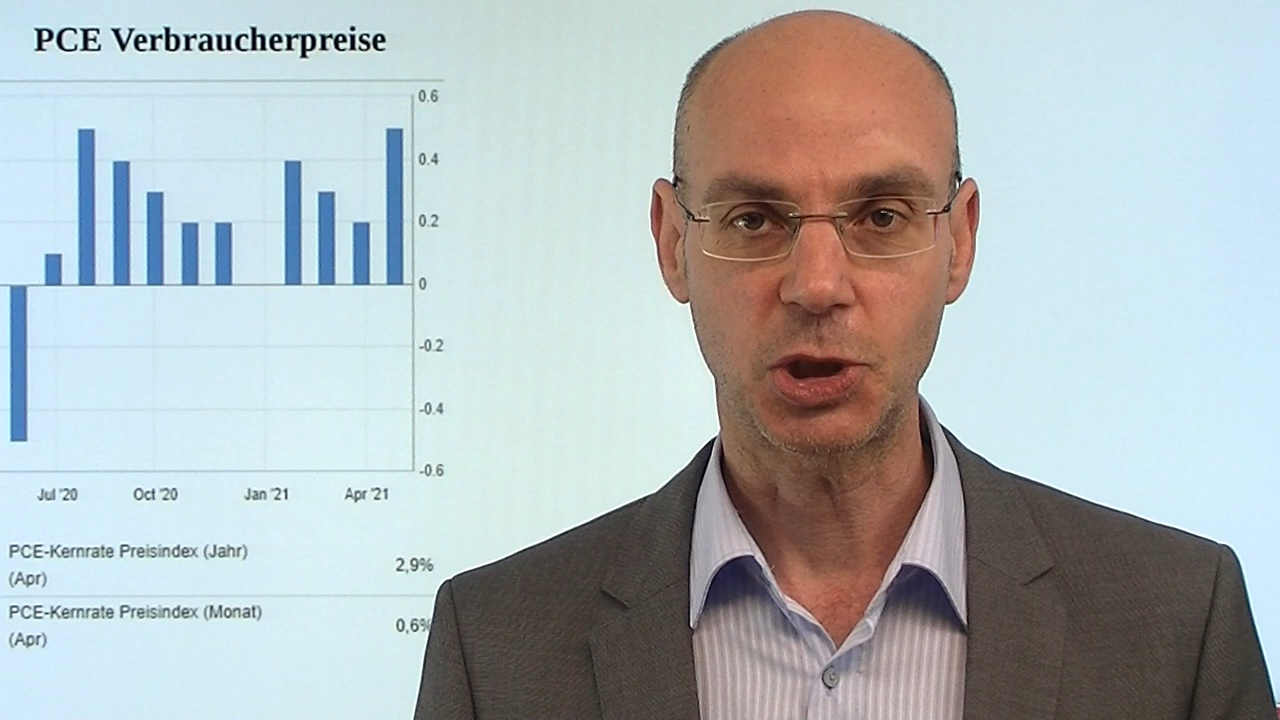 PCE Verbraucherpreise
0.6
0.4
0.2
0
-0.2
-0.4
-0.6
Jul '20 Oct '20 Jan '21 Apr '21
PCE-Kernrate Preisindex (Jahr)
(Apr)
2,9%
PCE-Kernrate Preisindex (Monat)
(Apr)
0,6%